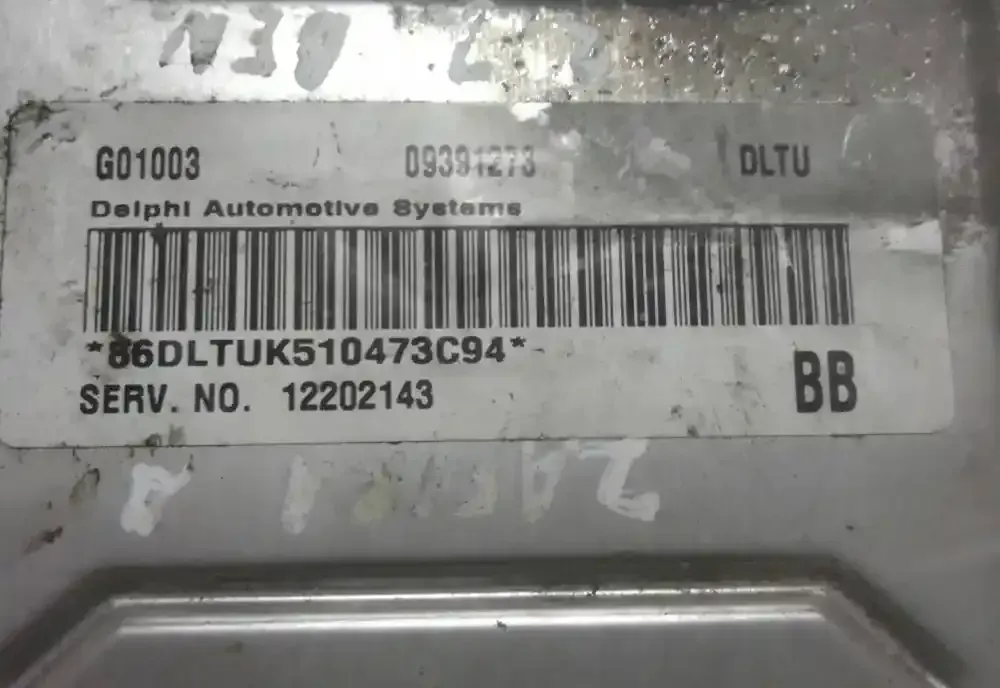 G01003 09391273 DLTU
Delphi Automotive Systems
*86DLTUK510473C94*
SERV. NO. 12202143 BB